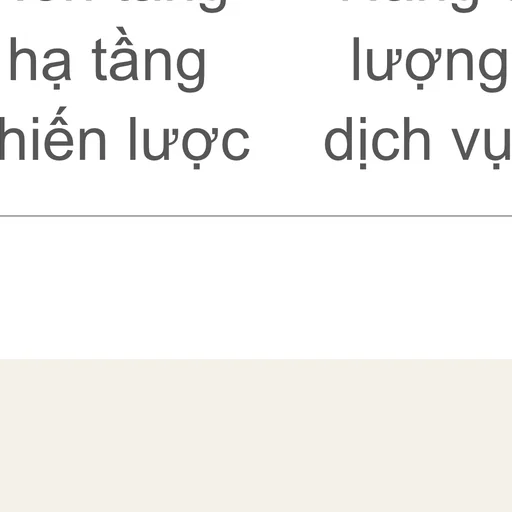 hạ tầng
hiến lược
lượng
dịch vụ